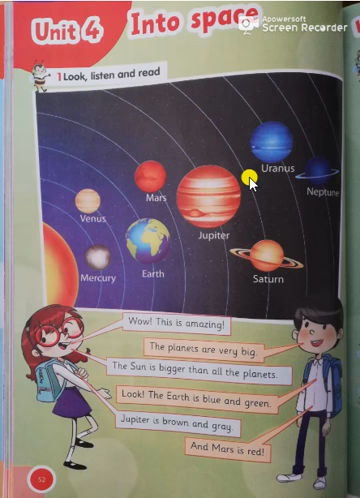 Unit 4
Into space
Apowersoft
Screen Recorder
1 Look, listen and read
Uranus
Neptune
Mars
Venus
Jupiter
Earth
Mercury
Saturn
Wow! This is amazing!
The planets are very big.
The Sun is bigger than all the planets.
Look! The Earth is blue and green.
Jupiter is brown and gray.
And Mars is red!
52